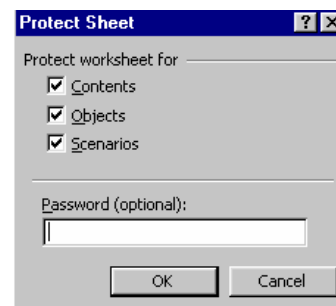 Protect Sheet
Protect worksheet for
Contents
Objects
Scenarios
Password (optional):
OK Cancel